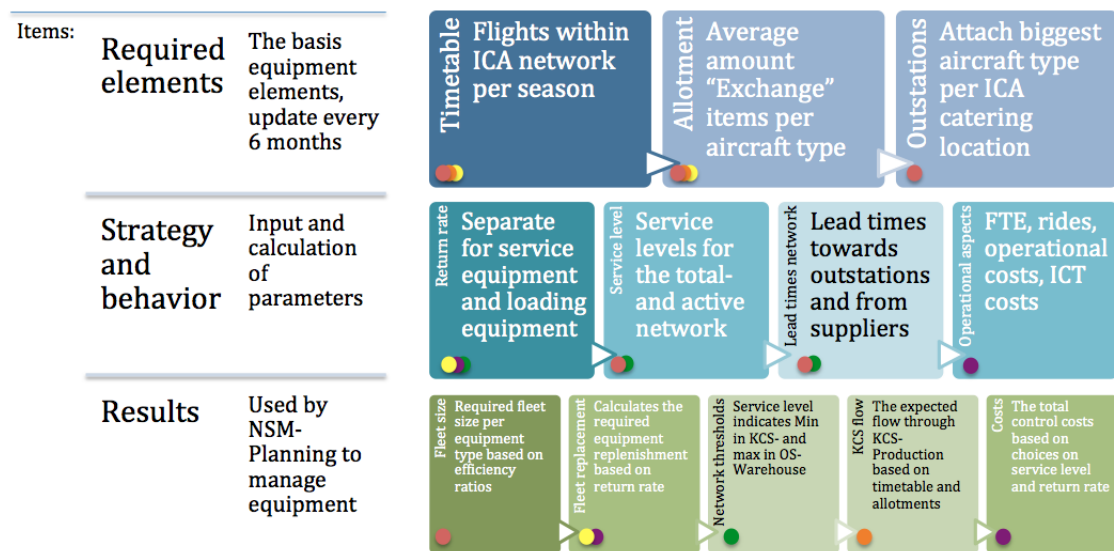 Items:
Required
elements
The basis
equipment
elements,
update every
6 months
Timetable
Flights within
ICA network
per season
Allotment
Average
amount
“Exchange”
items per
aircraft type
Outstations
Attach biggest
aircraft type
per ICA
catering
location
Strategy
and
behavior
Input and
calculation
of
parameters
Return rate
Separate
for service
equipment
and loading
equipment
Service level
Service
levels for
the total-
and active
network
Lead times network
Lead times
towards
outstations
and from
suppliers
Operational aspects
FTE, rides,
operational
costs, ICT
costs
Results
Used by
NSM-
Planning to
manage
equipment
Fleet size
Required fleet
size per
equipment
type based on
efficiency
ratios
Fleet replacement
Calculates the
required
equipment
replenishment
based on
return rate
Network thresholds
Service level
indicates Min
in KCS- and
max in OS-
Warehouse
KCS flow
The expected
flow through
KCS-
Production
based on
timetable and
allotments
Costs
The total
control costs
based on
choices on
service level
and return rate